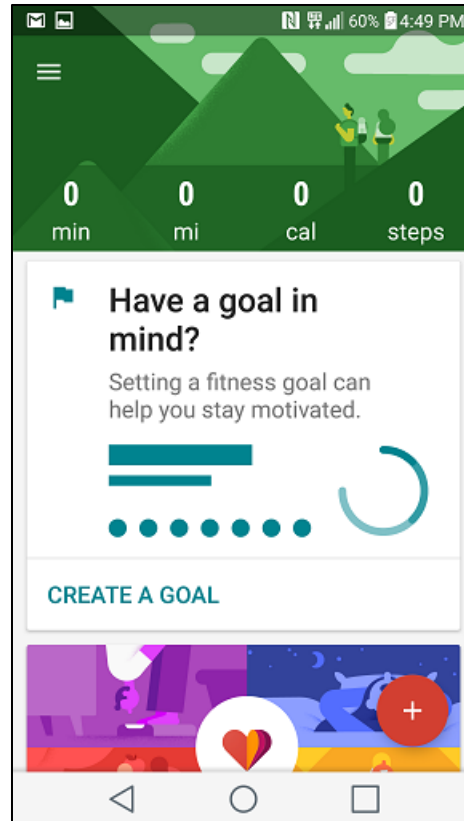 60% 4:49 PM
0 0 0 0
min mi cal steps
Have a goal in
mind?
Setting a fitness goal can
help you stay motivated.
CREATE A GOAL